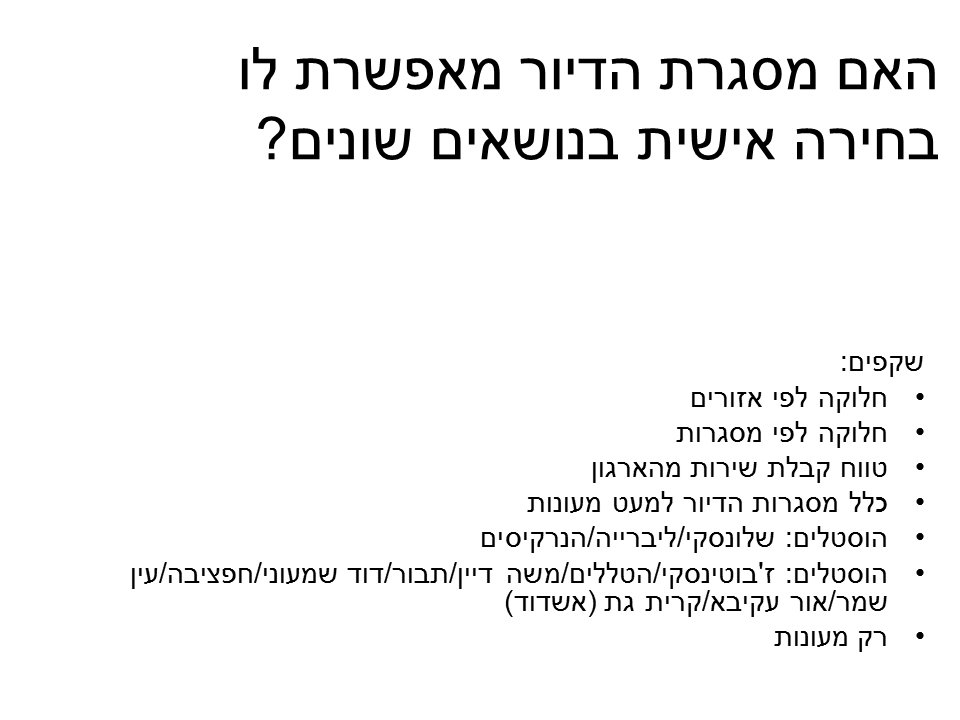 האם מסגרת הדיור מאפשרת לו
בחירה אישית בנושאים שונים?
שקפים:
• חלוקה לפי אזורים
• חלוקה לפי מסגרות
• טווח קבלת שירות מהארגון
• כלל מסגרות הדיור למעט מעונות
• הוסטלים: שלונסקי/ליברייה/הנרקיסים
• הוסטלים: ז'בוטינסקי/הטללים/משה דיין/תבור/דוד שמעוני/חפציבה/עין
שמר/אור עקיבא/קרית גת (אשדוד)
• רק מעונות